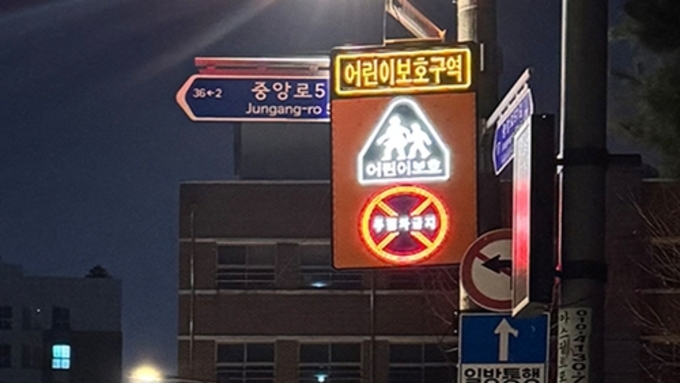 어린이보호구역
36←2 중앙로5
Jungang-ro 5
어린이보호
주정차금지
일방통행